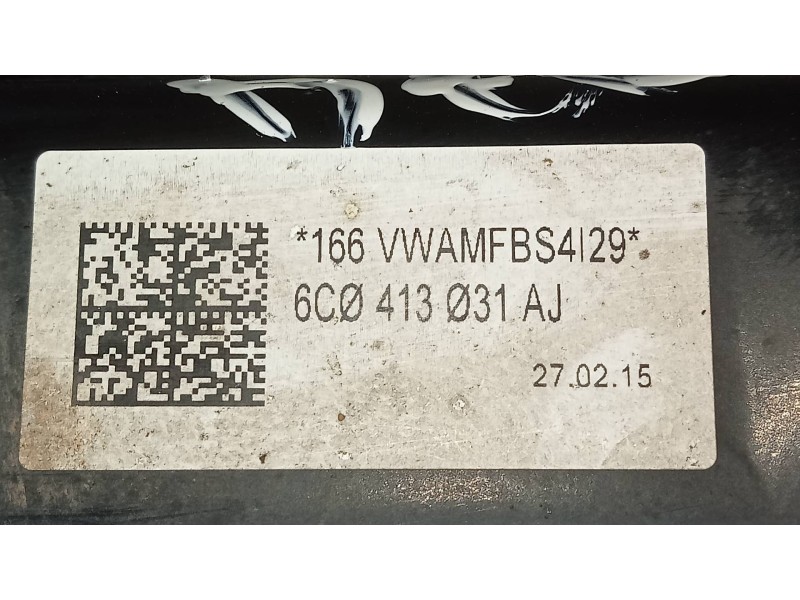 *166 VWAMFBS4I29*
6CØ 413 Ø31 AJ
27.02.15